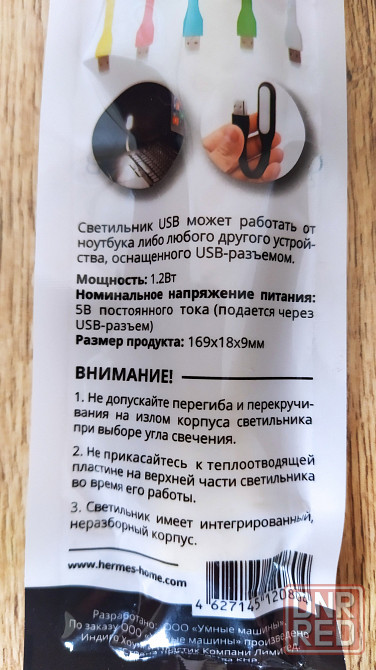 Светильник USB может работать от
ноутбука либо любого другого устрой-
ства, оснащенного USB-разъемом.
Мощность: 1.2Вт
Номинальное напряжение питания:
5В постоянного тока (подается через
USB-разъем)
Размер продукта: 169x18x9мм
ВНИМАНИЕ!
1. Не допускайте перегиба и перекручи-
вания на излом корпуса светильника
при выборе угла свечения.
2. Не прикасайтесь к теплоотводящей
пластине на верхней части светильника
во время его работы.
3. Светильник имеет интегрированный,
неразборный корпус.
www.hermes-home.com
4 627145 1208
Разработано: ООО «Умные машины».
По заказу ООО «Умные машины» произведено
DNR
RED